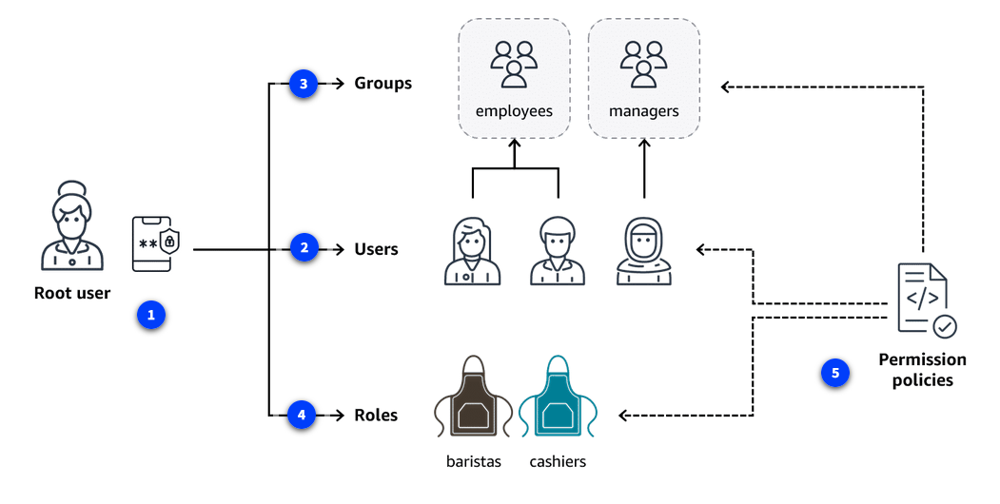 employees
managers
3
Groups
**
2
Users
Root user
1
</>
Permission
policies
5
4
Roles
baristas
cashiers